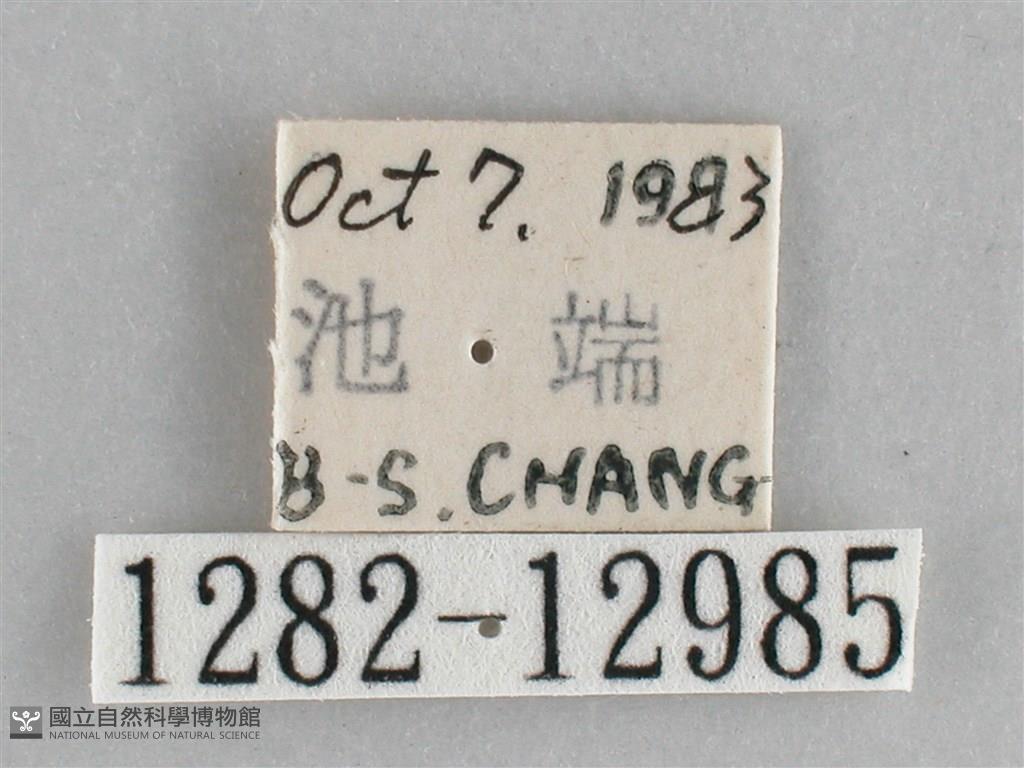 Oct 7. 1983
池端
B-S. CHANG
1282-12985
國立自然科學博物館
NATIONAL MUSEUM OF NATURAL SCIENCE